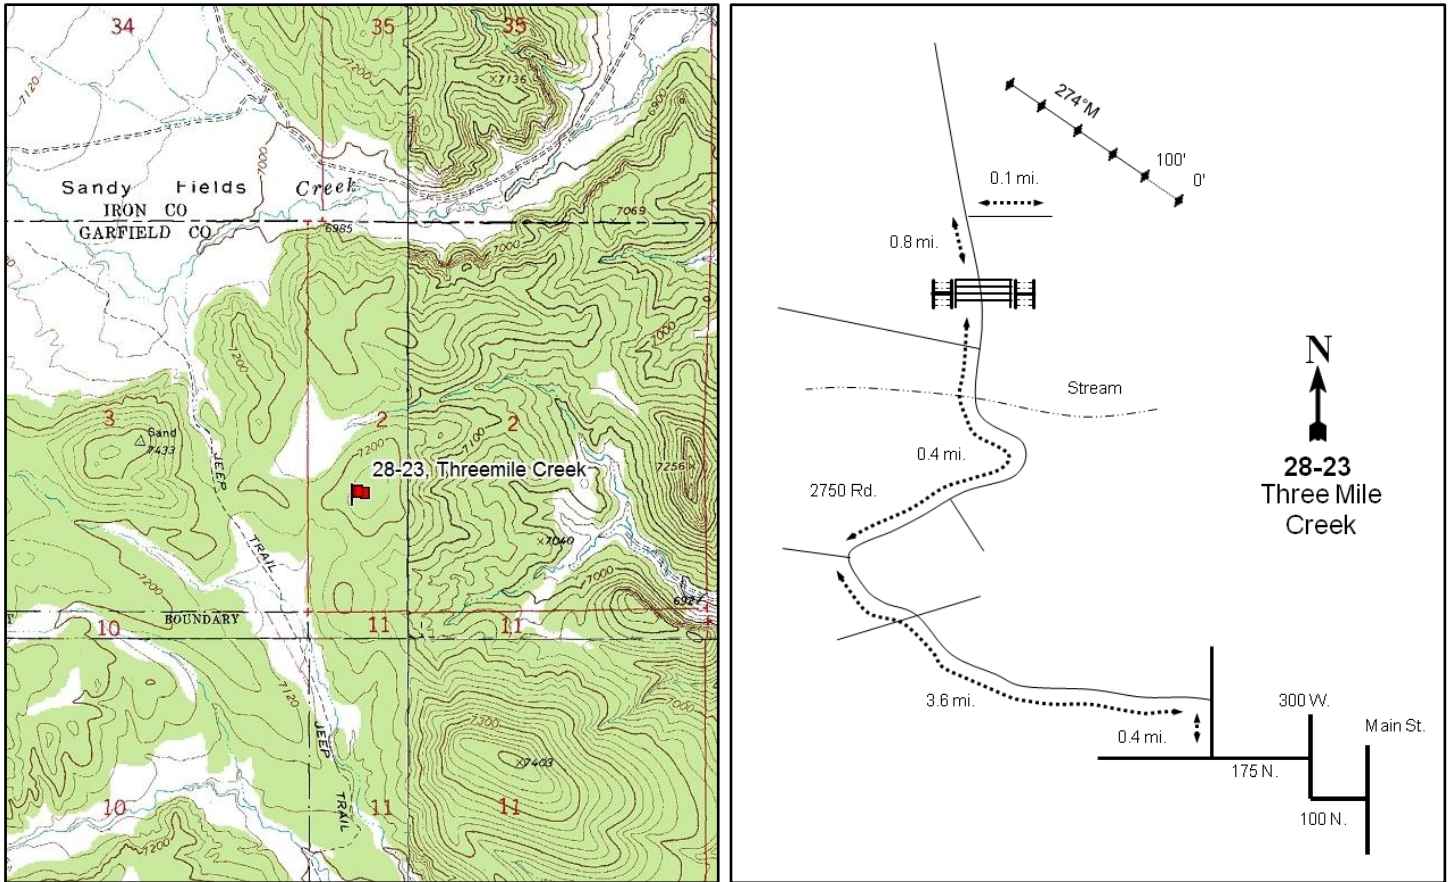 34
35
35
7120
7200
X7136
7000
900
Sandy Fields
Creek
IRON CO
GARFIELD CO
6985
7069
7000
7200
7000
3
Sand
7433
2
2
7100
7200
28-23, Threemile Creek
7256
JEEP
TRAIL
7040
7200
7000
6927
BOUNDARY
10
11
11
7120
JEEP
7300
7403
TRAIL
10
11
11
7200
274°M
100'
0'
0.1 mi.
0.8 mi.
Stream
N
0.4 mi.
2750 Rd.
28-23
Three Mile
Creek
3.6 mi.
300 W.
0.4 mi.
Main St.
175 N.
100 N.